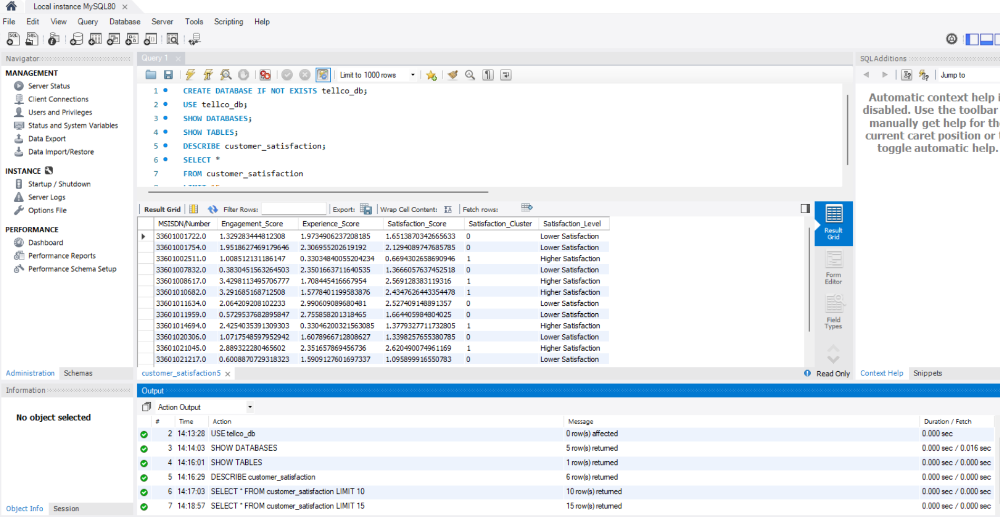 Local instance MySQL80
File Edit View Query Database Server Tools Scripting Help
Navigator
MANAGEMENT
Server Status
Client Connections
Users and Privileges
Status and System Variables
Data Export
Data Import/Restore
INSTANCE
Startup / Shutdown
Server Logs
Options File
PERFORMANCE
Dashboard
Performance Reports
Performance Schema Setup
Administration Schemas
Information
No object selected
Object Info Session
Query 1
Limit to 1000 rows
1 CREATE DATABASE IF NOT EXISTS tellco_db;
2 USE tellco_db;
3 SHOW DATABASES;
4 SHOW TABLES;
5 DESCRIBE customer_satisfaction;
6 SELECT *
7 FROM customer_satisfaction
Result Grid Filter Rows: Export: Wrap Cell Content: Fetch rows:
MSISDN/Number Engagement_Score Experience_Score Satisfaction_Score Satisfaction_Cluster Satisfaction_Level
33601001722.0 1.329283444812308 1.9734906237208185 1.6513870342665633 0 Lower Satisfaction
33601001754.0 1.9518627469179646 2.306955202619192 2.1294089747685785 0 Lower Satisfaction
33601002511.0 1.008512131186147 0.33034840055204234 0.6694302658690946 1 Higher Satisfaction
33601007832.0 0.3830451563264503 2.3501663711640535 1.3666057637452518 0 Lower Satisfaction
33601008617.0 3.4298113495706777 1.708445416667954 2.569128383119316 1 Higher Satisfaction
33601010682.0 3.291685168712508 1.5778401199583876 2.4347626443354478 1 Higher Satisfaction
33601011634.0 2.064209208102233 2.990609089680481 2.527409148891357 0 Lower Satisfaction
33601011959.0 0.5729537682895847 2.755858201318465 1.664405984804025 0 Lower Satisfaction
33601014694.0 2.4254035391309303 0.33046200321563085 1.3779327711732805 1 Higher Satisfaction
33601020306.0 1.0717548597952942 1.6078966712808627 1.3398257655380785 0 Lower Satisfaction
33601021045.0 2.889322280465602 2.351657869456736 2.620490074961169 1 Higher Satisfaction
33601021217.0 0.6008870729318323 1.5909127601697337 1.095899916550783 0 Lower Satisfaction
Result Grid
Form Editor
Field Types
customer_satisfaction 5
Read Only
SQLAdditions
Jump to
Automatic context help i
disabled. Use the toolbar
manually get help for the
current caret position or t
toggle automatic help.
Context Help Snippets
Output
Action Output
# Time Action Message Duration / Fetch
2 14:13:28 USE tellco_db 0 row(s) affected 0.000 sec
3 14:14:03 SHOW DATABASES 5 row(s) returned 0.000 sec / 0.016 sec
4 14:16:01 SHOW TABLES 1 row(s) returned 0.000 sec / 0.000 sec
5 14:16:29 DESCRIBE customer_satisfaction 6 row(s) returned 0.000 sec / 0.000 sec
6 14:17:03 SELECT * FROM customer_satisfaction LIMIT 10 10 row(s) returned 0.000 sec / 0.000 sec
7 14:18:57 SELECT * FROM customer_satisfaction LIMIT 15 15 row(s) returned 0.000 sec / 0.000 sec